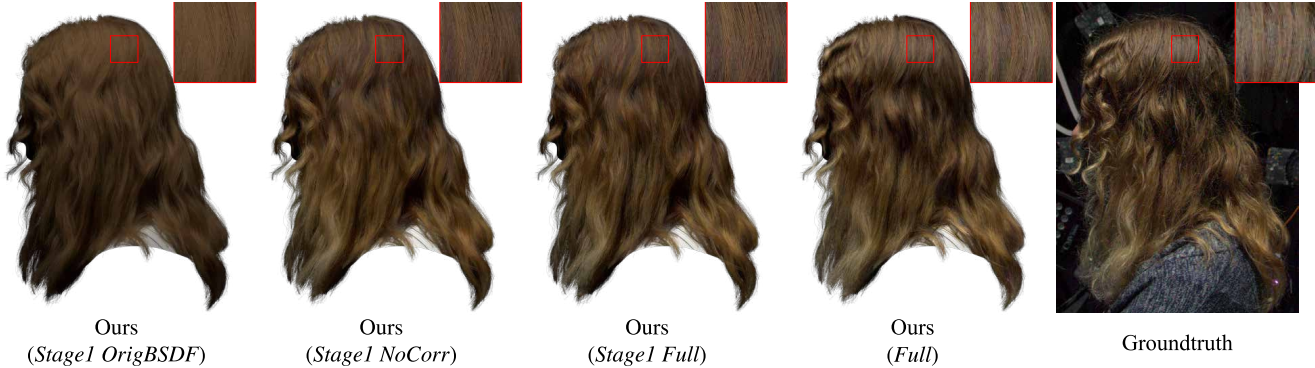 Ours
(Stage1 OrigBSDF)
Ours
(Stage1 NoCorr)
Ours
(Stage1 Full)
Ours
(Full)
Groundtruth